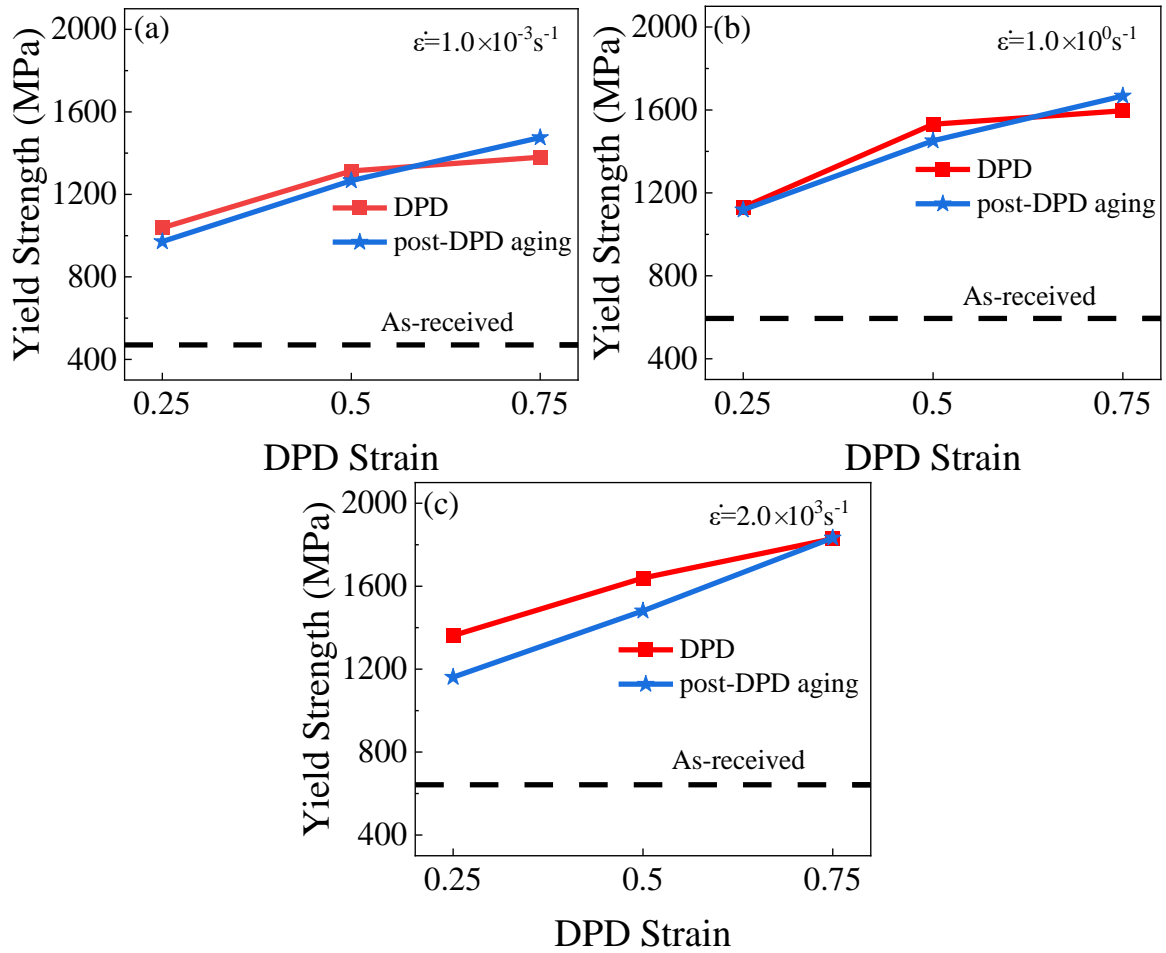 (a)
ε̇=1.0×10⁻³s⁻¹
2000
1600
1200
800
400
Yield Strength (MPa)
DPD
post-DPD aging
As-received
0.25 0.5 0.75
DPD Strain
(b)
ε̇=1.0×10⁰s⁻¹
2000
1600
1200
800
400
Yield Strength (MPa)
DPD
post-DPD aging
As-received
0.25 0.5 0.75
DPD Strain
(c)
ε̇=2.0×10³s⁻¹
2000
1600
1200
800
400
Yield Strength (MPa)
DPD
post-DPD aging
As-received
0.25 0.5 0.75
DPD Strain